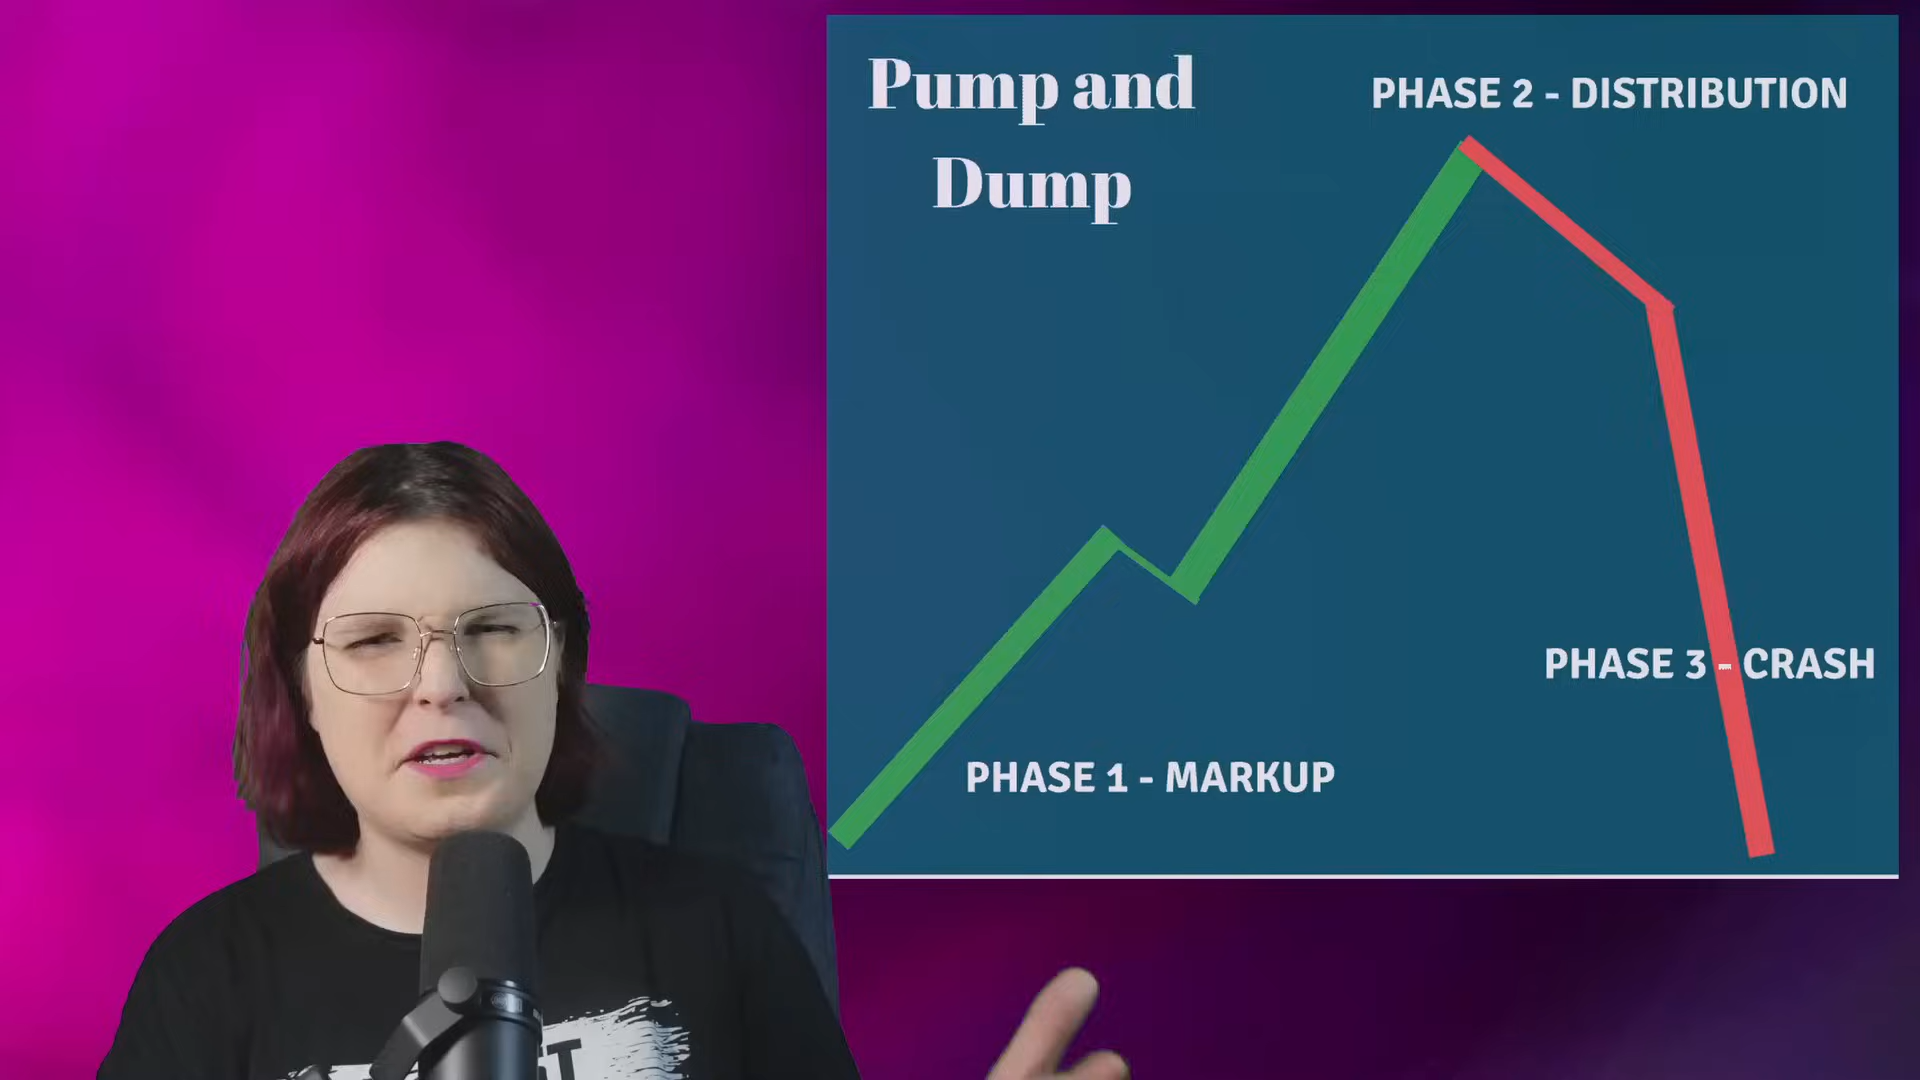 Pump and
Dump
PHASE 2 - DISTRIBUTION
PHASE 3 - CRASH
PHASE 1 - MARKUP